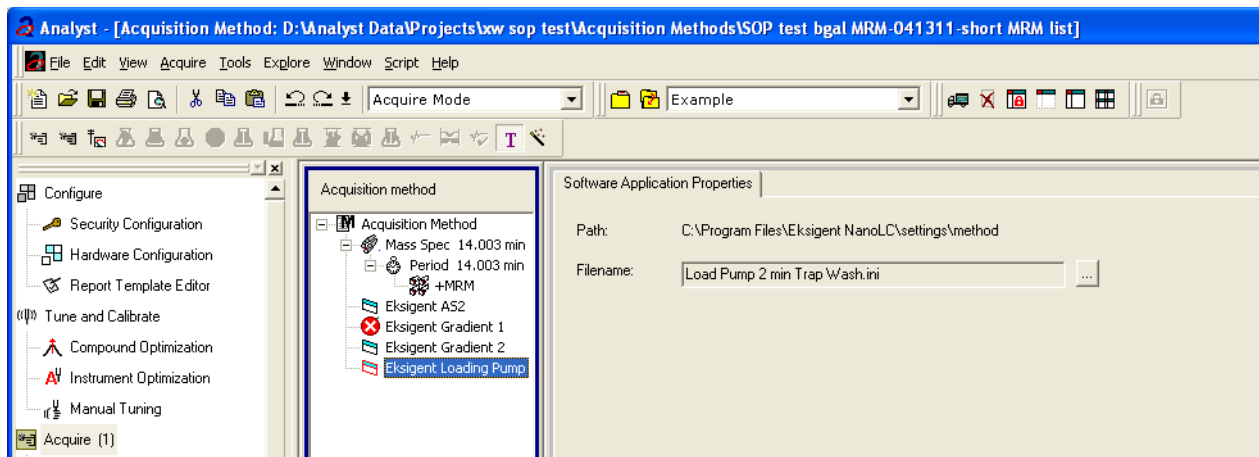 Analyst - [Acquisition Method: D:\Analyst Data\Projects\xw sop test\Acquisition Methods\SOP test bgal MRM-041311-short MRM list]
File Edit View Acquire Tools Explore Window Script Help
Acquire Mode
Example
T
Configure
Security Configuration
Hardware Configuration
Report Template Editor
Tune and Calibrate
Compound Optimization
Instrument Optimization
Manual Tuning
Acquire (1)
Acquisition method
Acquisition Method
Mass Spec 14.003 min
Period 14.003 min
+MRM
Eksigent AS2
Eksigent Gradient 1
Eksigent Gradient 2
Eksigent Loading Pump
Software Application Properties
Path: C:\Program Files\Eksigent NanoLC\settings\method
Filename: Load Pump 2 min Trap Wash.ini ...